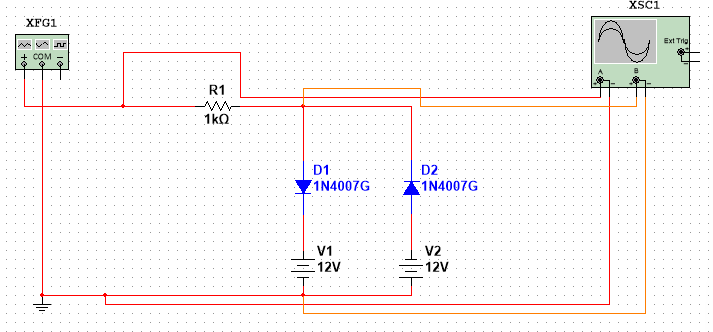 XSC1
XFG1
Ext Trig
+
-
A
B
+ -
+ -
+ COM -
R1
1kΩ
D1
1N4007G
D2
1N4007G
V1
12V
V2
12V